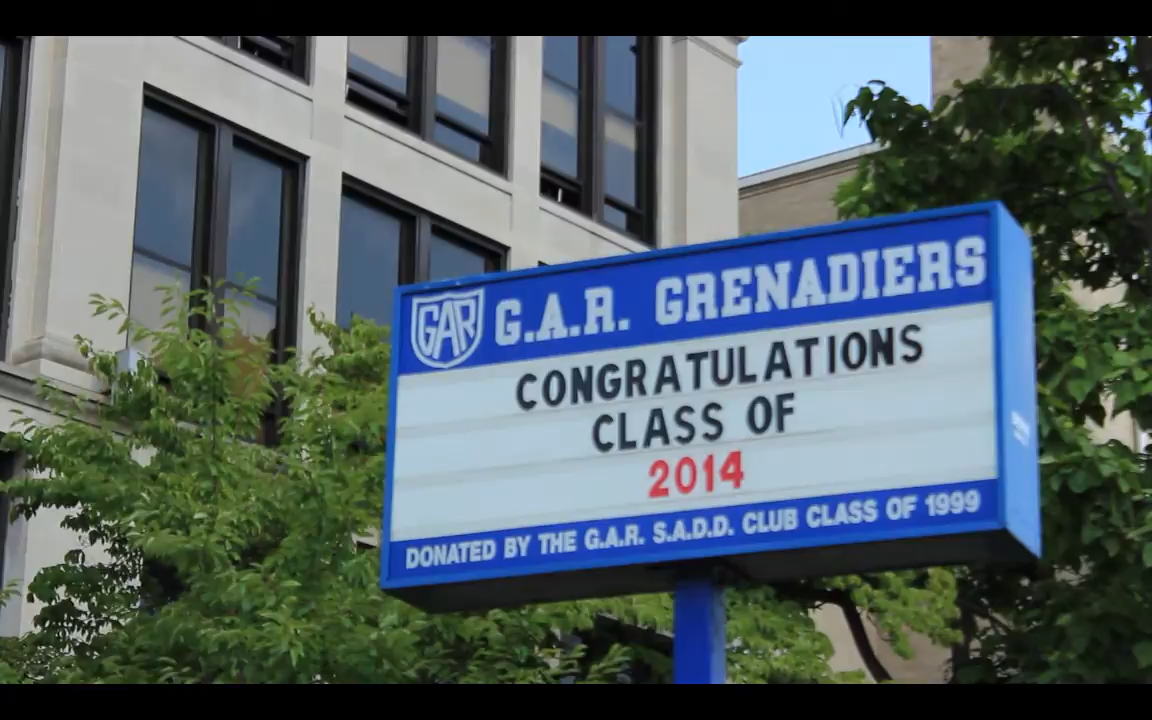 GAR G.A.R. GRENADIERS
CONGRATULATIONS
CLASS OF
2014
DONATED BY THE G.A.R. S.A.D.D. CLUB CLASS OF 1999